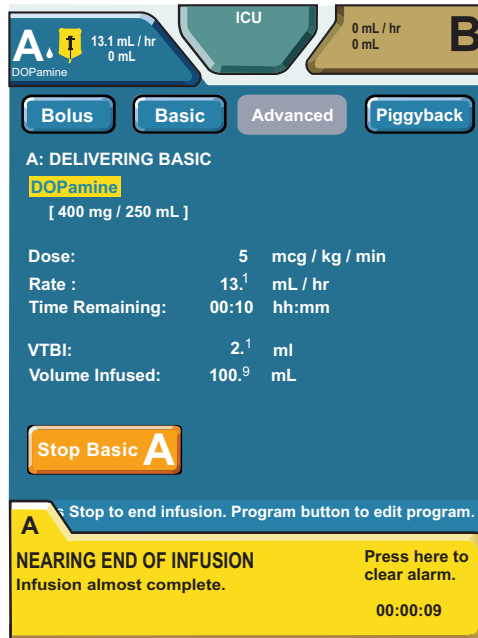 ICU
A 13.1 mL / hr
0 mL
DOPamine
0 mL / hr
0 mL
B
Bolus Basic Advanced Piggyback
A: DELIVERING BASIC
DOPamine
[ 400 mg / 250 mL ]
Dose: 5 mcg / kg / min
Rate : 13.1 mL / hr
Time Remaining: 00:10 hh:mm
VTBI: 2.1 ml
Volume Infused: 100.9 mL
Stop Basic A
Stop to end infusion. Program button to edit program.
A
NEARING END OF INFUSION
Infusion almost complete.
Press here to
clear alarm.
00:00:09